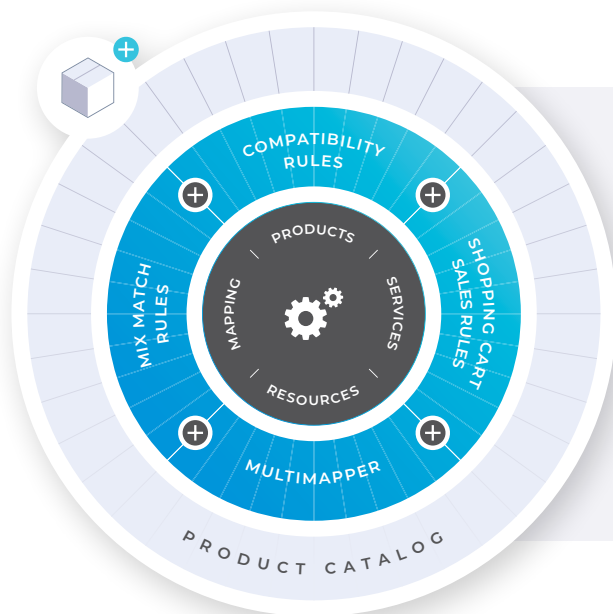 COMPATIBILITY
RULES
SHOPPING CART
SALES RULES
MULTIMAPPER
MIX MATCH
RULES
PRODUCTS
SERVICES
RESOURCES
MAPPING
PRODUCT CATALOG